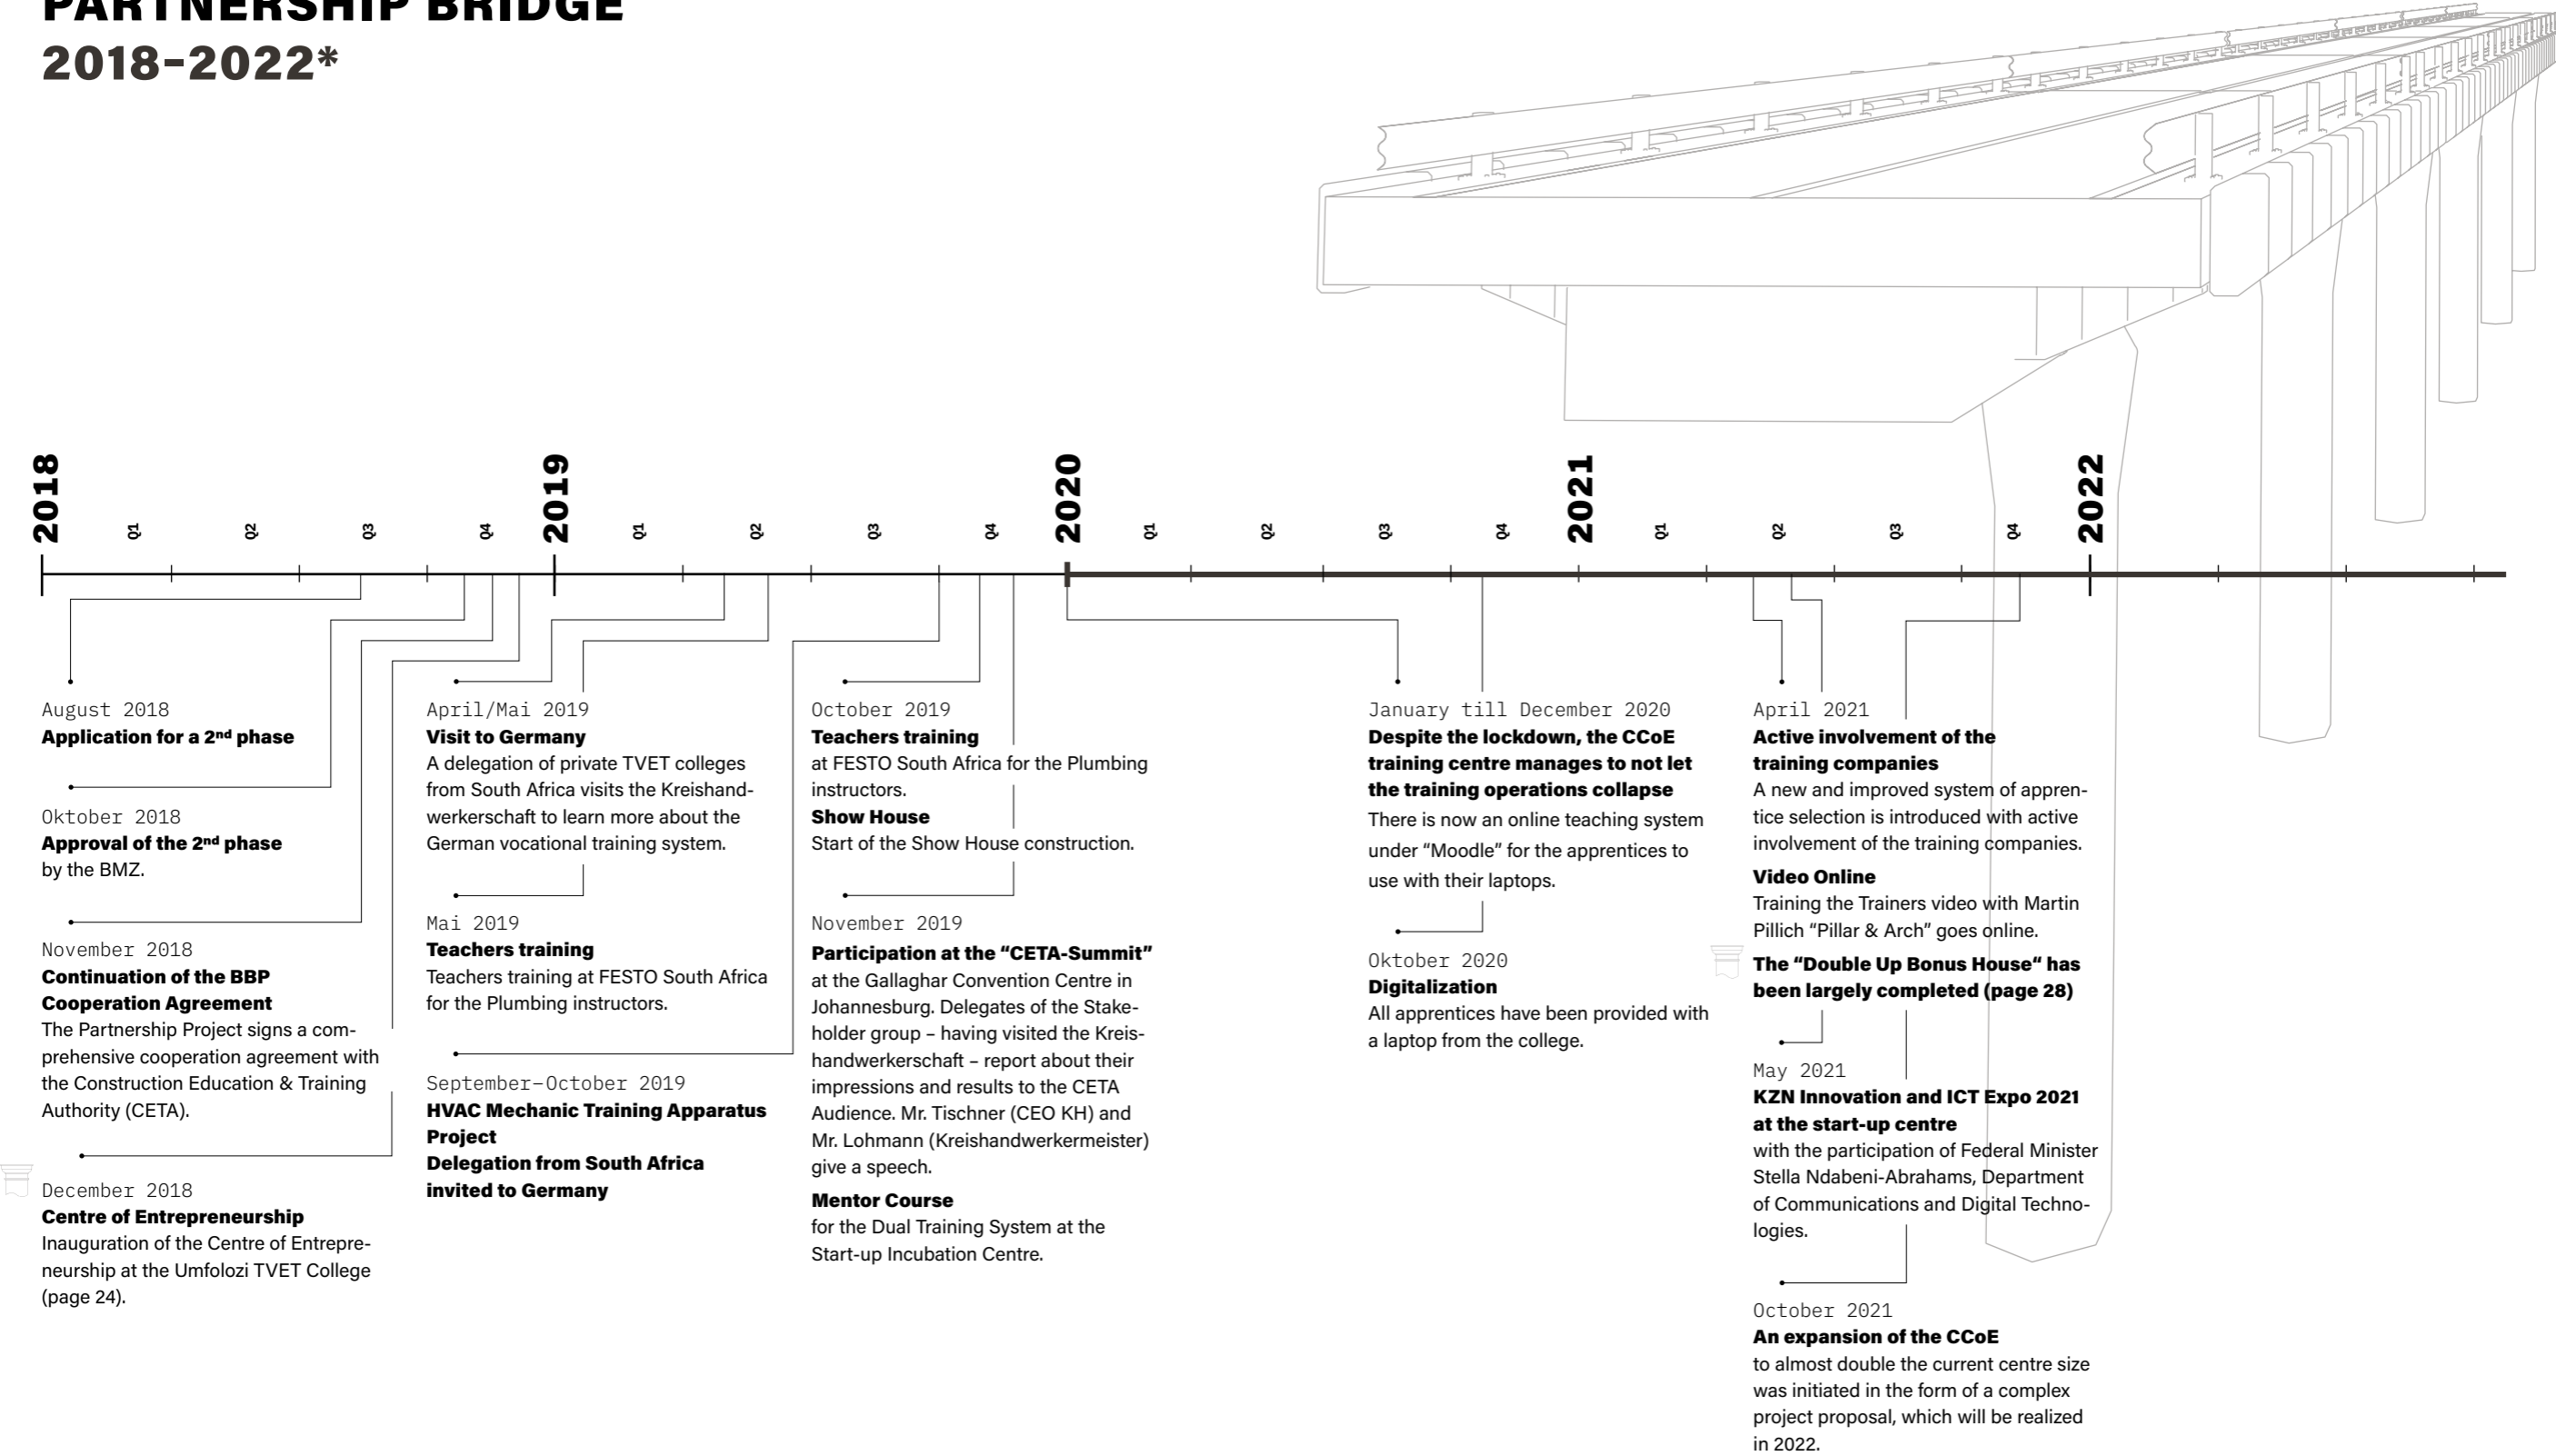 PARTNERSHIP BRIDGE
2018–2022*
2018
Q1
Q2
Q3
Q4
2019
Q1
Q2
Q3
Q4
2020
Q1
Q2
Q3
Q4
2021
Q1
Q2
Q3
Q4
2022
August 2018
Application for a 2nd phase
Oktober 2018
Approval of the 2nd phase
by the BMZ.
November 2018
Continuation of the BBP
Cooperation Agreement
The Partnership Project signs a com-
prehensive cooperation agreement with
the Construction Education & Training
Authority (CETA).
December 2018
Centre of Entrepreneurship
Inauguration of the Centre of Entrepre-
neurship at the Umfolozi TVET College
(page 24).
April/Mai 2019
Visit to Germany
A delegation of private TVET colleges
from South Africa visits the Kreishand-
werkerschaft to learn more about the
German vocational training system.
Mai 2019
Teachers training
Teachers training at FESTO South Africa
for the Plumbing instructors.
September–October 2019
HVAC Mechanic Training Apparatus
Project
Delegation from South Africa
invited to Germany
October 2019
Teachers training
at FESTO South Africa for the Plumbing
instructors.
Show House
Start of the Show House construction.
November 2019
Participation at the “CETA-Summit”
at the Gallaghar Convention Centre in
Johannesburg. Delegates of the Stake-
holder group – having visited the Kreis-
handwerkerschaft – report about their
impressions and results to the CETA
Audience. Mr. Tischner (CEO KH) and
Mr. Lohmann (Kreishandwerkermeister)
give a speech.
Mentor Course
for the Dual Training System at the
Start-up Incubation Centre.
January till December 2020
Despite the lockdown, the CCoE
training centre manages to not let
the training operations collapse
There is now an online teaching system
under “Moodle” for the apprentices to
use with their laptops.
Oktober 2020
Digitalization
All apprentices have been provided with
a laptop from the college.
April 2021
Active involvement of the
training companies
A new and improved system of appren-
tice selection is introduced with active
involvement of the training companies.
Video Online
Training the Trainers video with Martin
Pillich “Pillar & Arch” goes online.
The “Double Up Bonus House“ has
been largely completed (page 28)
May 2021
KZN Innovation and ICT Expo 2021
at the start-up centre
with the participation of Federal Minister
Stella Ndabeni-Abrahams, Department
of Communications and Digital Techno-
logies.
October 2021
An expansion of the CCoE
to almost double the current centre size
was initiated in the form of a complex
project proposal, which will be realized
in 2022.